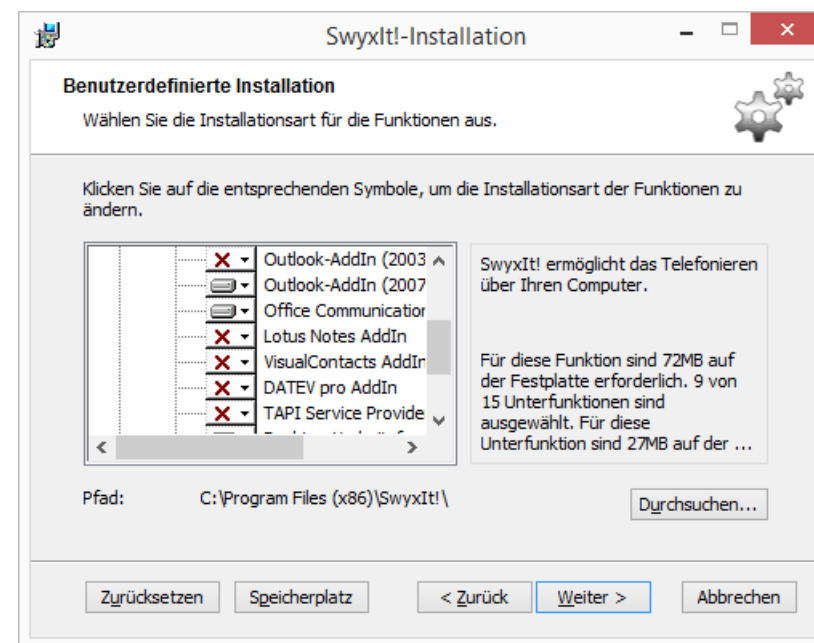 SwyxIt!-Installation
Benutzerdefinierte Installation
Wählen Sie die Installationsart für die Funktionen aus.
Klicken Sie auf die entsprechenden Symbole, um die Installationsart der Funktionen zu
ändern.
Outlook-AddIn (2003
Outlook-AddIn (2007
Office Communication
Lotus Notes AddIn
VisualContacts AddIn
DATEV pro AddIn
TAPI Service Provide
SwyxIt! ermöglicht das Telefonieren
über Ihren Computer.
Für diese Funktion sind 72MB auf
der Festplatte erforderlich. 9 von
15 Unterfunktionen sind
ausgewählt. Für diese
Unterfunktion sind 27MB auf der ...
Pfad: C:\Program Files (x86)\SwyxIt!\
Durchsuchen...
Zurücksetzen Speicherplatz < Zurück Weiter > Abbrechen